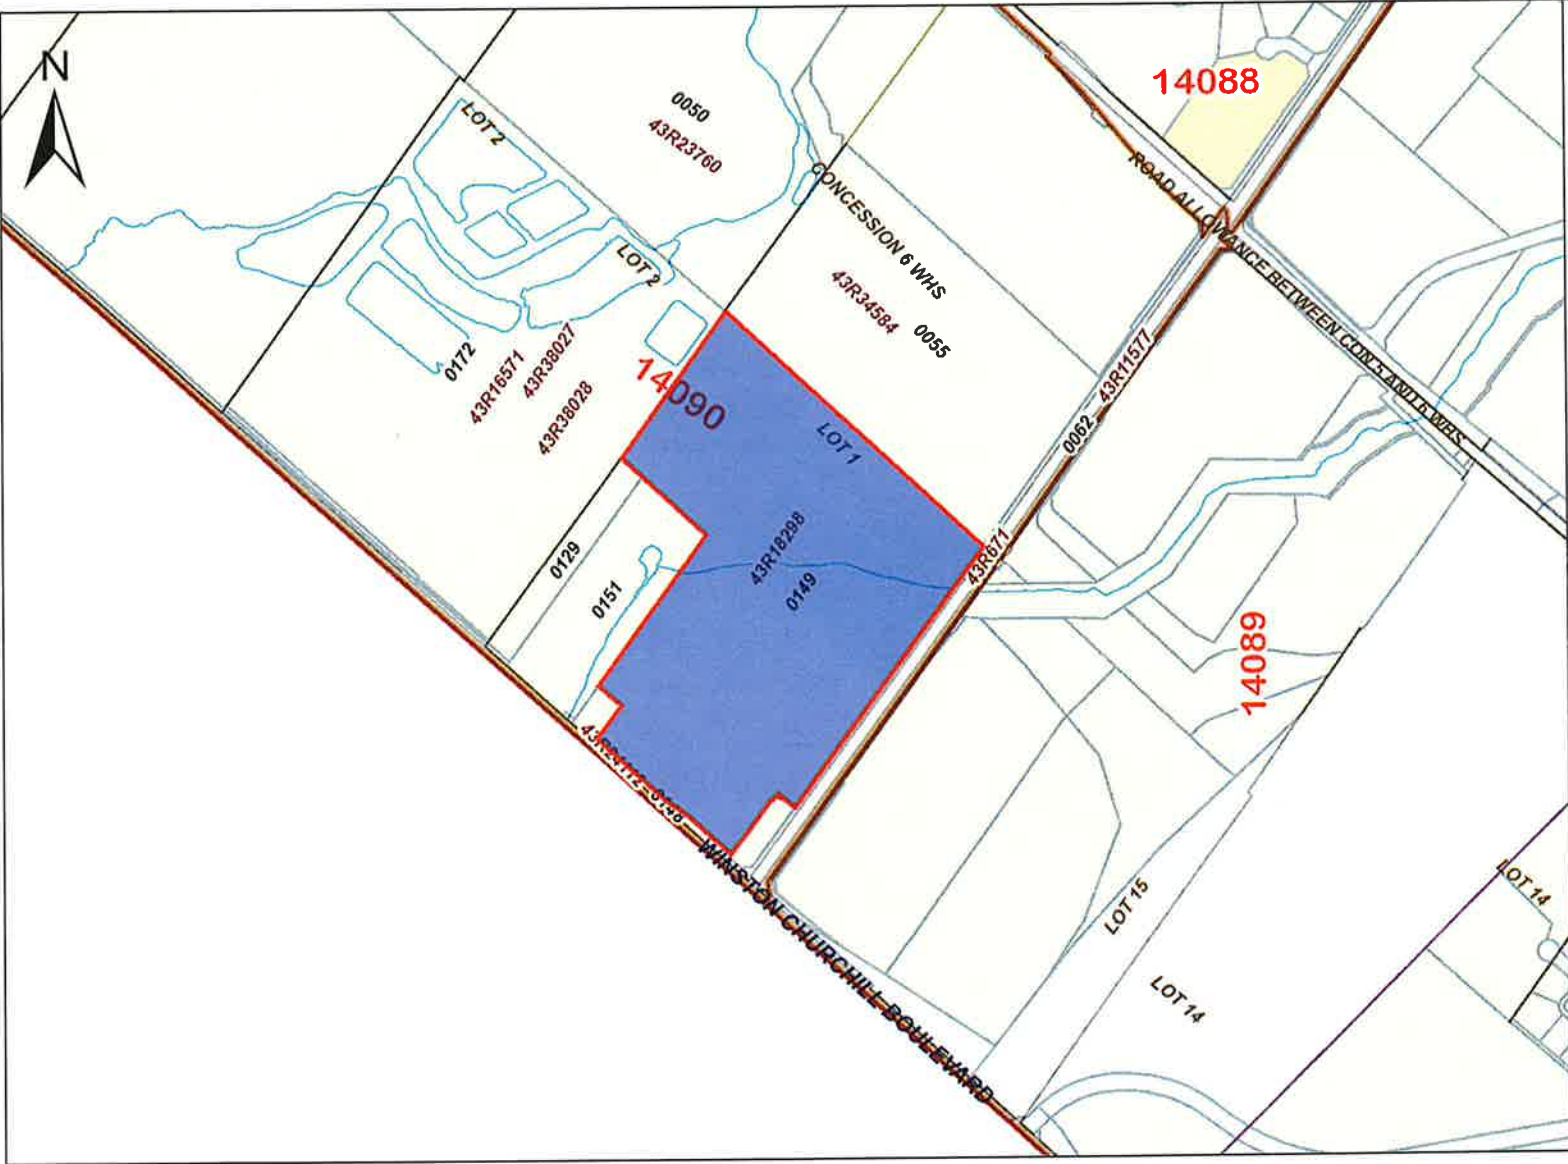 N
14088
0050
43R23760
LOT 2
ROAD ALLOWANCE BETWEEN CON 5 AND 6 WHS
CONCESSION 6 WHS
LOT 2
43R34584
0055
0172
43R16571
43R38027
43R38028
14090
43R11577
0062
LOT 1
43R18298
0149
43R671
0129
0151
14089
43R24112
0148
WINSTON CHURCHILL BOULEVARD
LOT 15
LOT 14
LOT 14